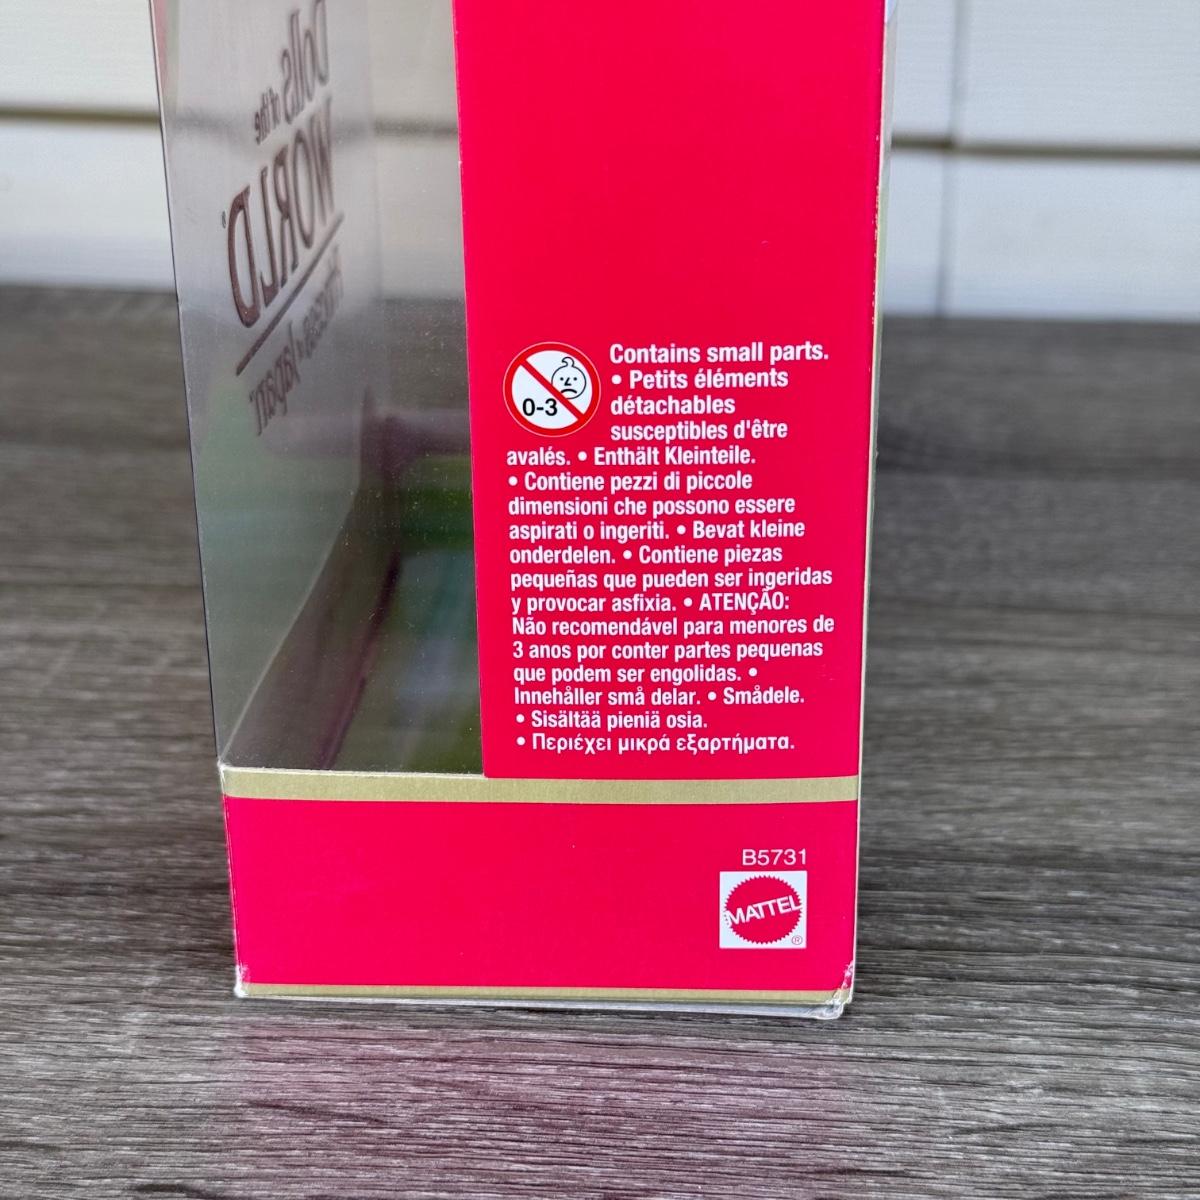 Dolls of the
WORLD®
Princess of Japan
0-3
Contains small parts.
• Petits éléments
détachables
susceptibles d'être
avalés. • Enthält Kleinteile.
• Contiene pezzi di piccole
dimensioni che possono essere
aspirati o ingeriti. • Bevat kleine
onderdelen. • Contiene piezas
pequeñas que pueden ser ingeridas
y provocar asfixia. • ATENÇÃO:
Não recomendável para menores de
3 anos por conter partes pequenas
que podem ser engolidas. •
Innehåller små delar. • Smådele.
• Sisältää pieniä osia.
• Περιέχει μικρά εξαρτήματα.
B5731
MATTEL
®